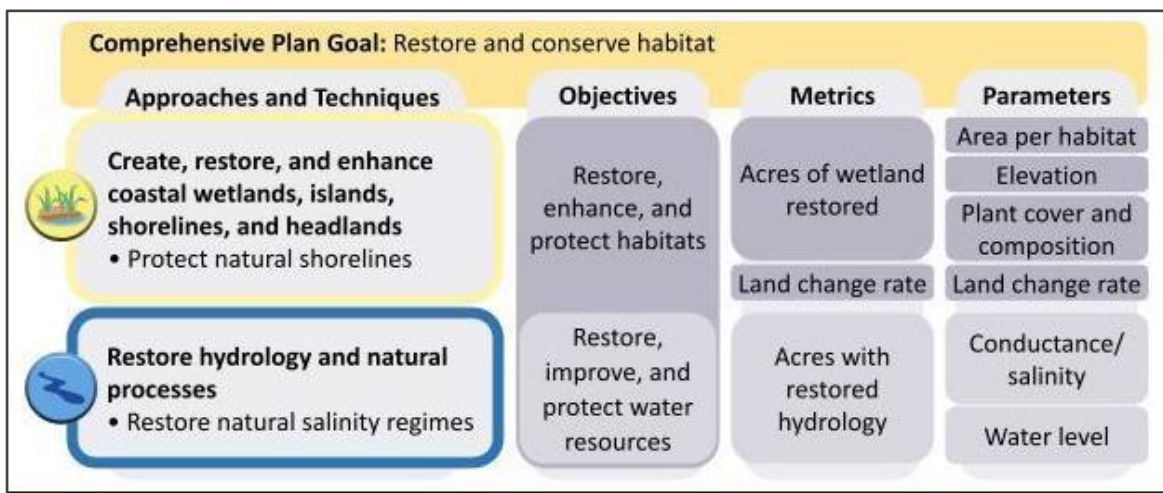 Comprehensive Plan Goal: Restore and conserve habitat
Approaches and Techniques
Objectives
Metrics
Parameters
Create, restore, and enhance
coastal wetlands, islands,
shorelines, and headlands
• Protect natural shorelines
Restore,
enhance, and
protect habitats
Acres of wetland
restored
Land change rate
Area per habitat
Elevation
Plant cover and
composition
Land change rate
Restore hydrology and natural
processes
• Restore natural salinity regimes
Restore,
improve, and
protect water
resources
Acres with
restored
hydrology
Conductance/
salinity
Water level